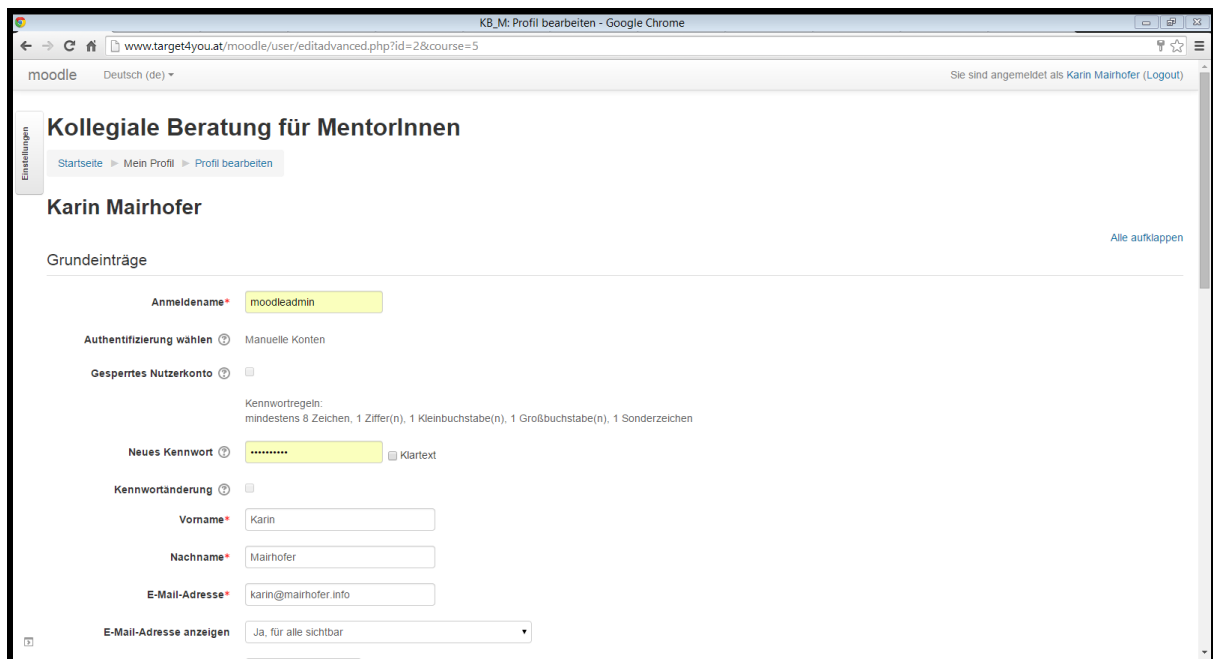 KB_M: Profil bearbeiten - Google Chrome
www.target4you.at/moodle/user/editadvanced.php?id=2&course=5
moodle Deutsch (de) Sie sind angemeldet als Karin Mairhofer (Logout)
Einstellungen
Kollegiale Beratung für MentorInnen
Startseite ► Mein Profil ► Profil bearbeiten
Karin Mairhofer
Alle aufklappen
Grundeinträge
Anmeldename* moodleadmin
Authentifizierung wählen Manuelle Konten
Gesperrtes Nutzerkonto
Kennwortregeln:
mindestens 8 Zeichen, 1 Ziffer(n), 1 Kleinbuchstabe(n), 1 Großbuchstabe(n), 1 Sonderzeichen
Neues Kennwort •••••••••• Klartext
Kennwortänderung
Vorname* Karin
Nachname* Mairhofer
E-Mail-Adresse* karin@mairhofer.info
E-Mail-Adresse anzeigen Ja, für alle sichtbar